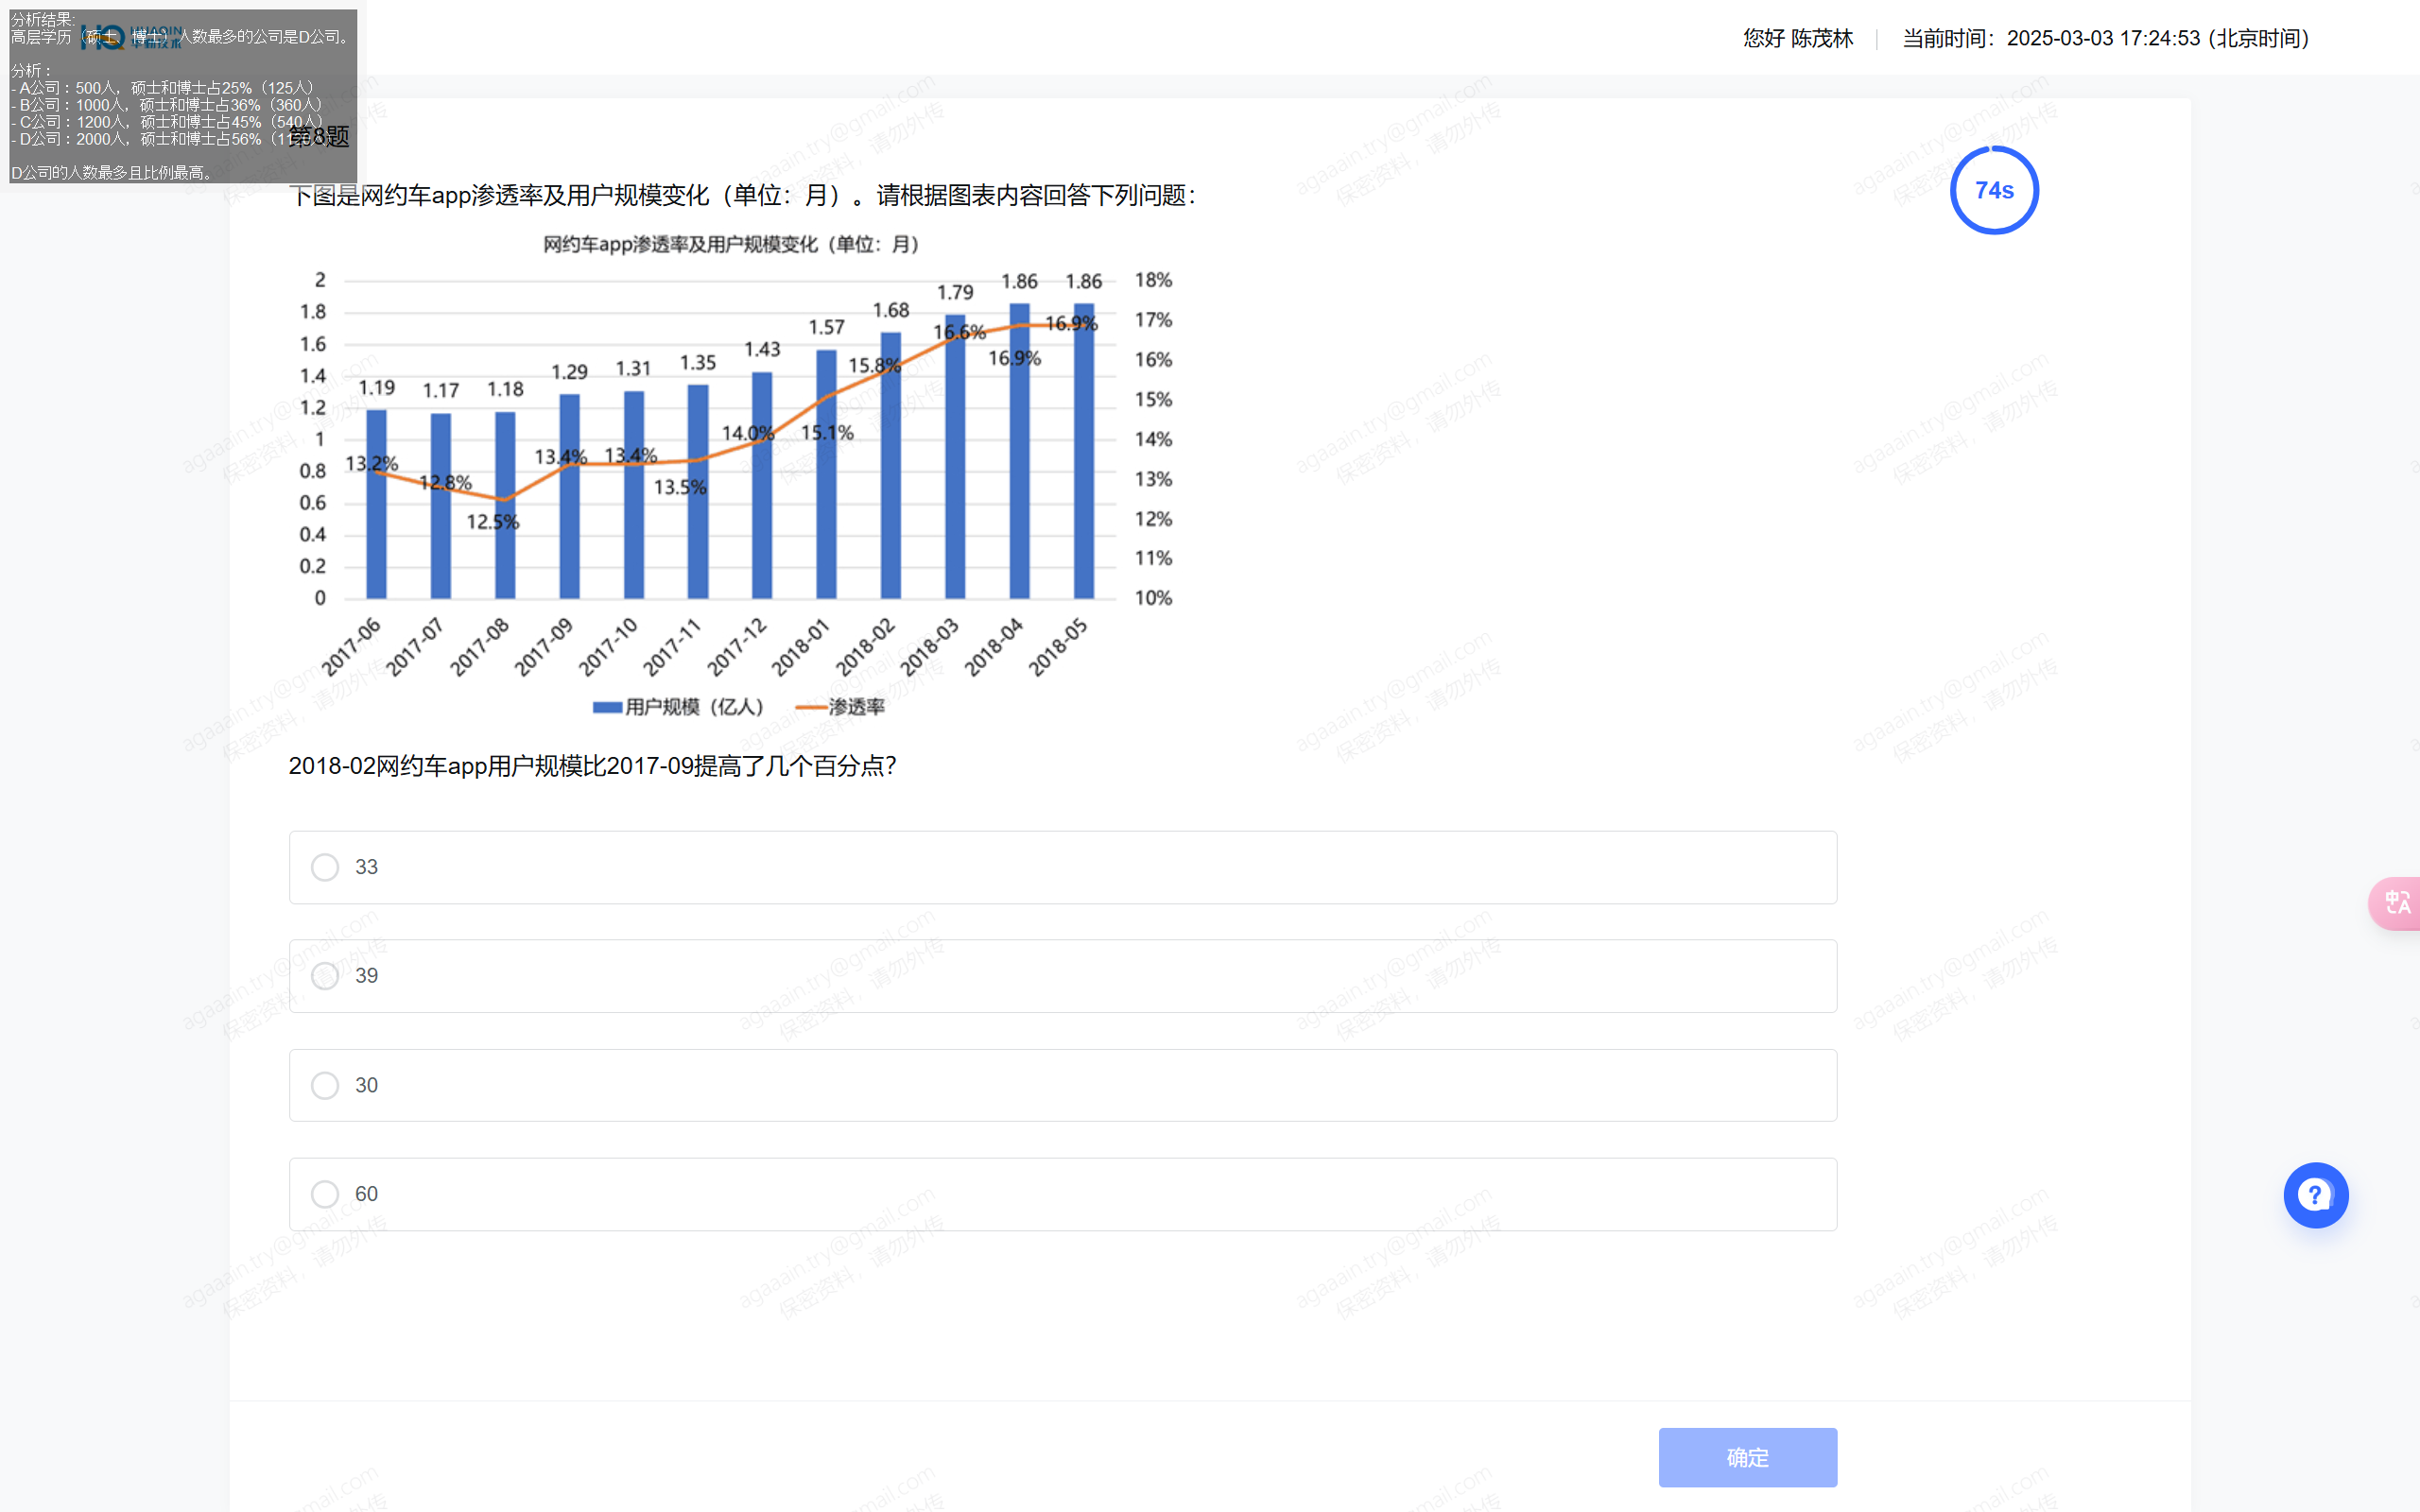 分析结果:
高层学历（硕士、博士）人数最多的公司是D公司。
分析：
- A公司：500人，硕士和博士占25%（125人）
- B公司：1000人，硕士和博士占36%（360人）
- C公司：1200人，硕士和博士占45%（540人）
- D公司：2000人，硕士和博士占56%
D公司的人数最多且比例最高。
您好 陈茂林
当前时间：2025-03-03 17:24:53 (北京时间)
第8题
74s
下图是网约车app渗透率及用户规模变化（单位：月）。请根据图表内容回答下列问题：
网约车app渗透率及用户规模变化（单位：月）
2
1.8
1.6
1.4
1.2
1
0.8
0.6
0.4
0.2
0
18%
17%
16%
15%
14%
13%
12%
11%
10%
1.19 1.17 1.18 1.29 1.31 1.35 1.43 1.57 1.68 1.79 1.86 1.86
13.2% 12.8% 12.5% 13.4% 13.4% 13.5% 14.0% 15.1% 15.8% 16.6% 16.9% 16.9%
2017-06 2017-07 2017-08 2017-09 2017-10 2017-11 2017-12 2018-01 2018-02 2018-03 2018-04 2018-05
用户规模（亿人） 渗透率
2018-02网约车app用户规模比2017-09提高了几个百分点？
33
39
30
60
确定
agaaain.try@gmail.com
保密资料，请勿外传